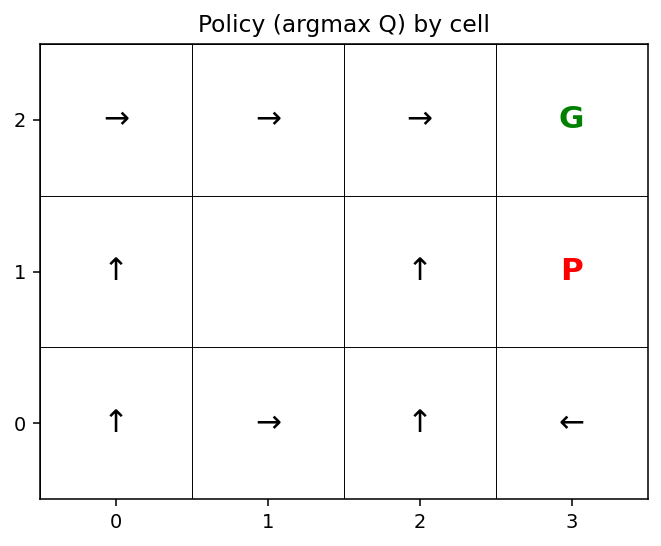 Policy (argmax Q) by cell
2 → → → G
1 ↑ ↑ P
0 ↑ → ↑ ←
0 1 2 3